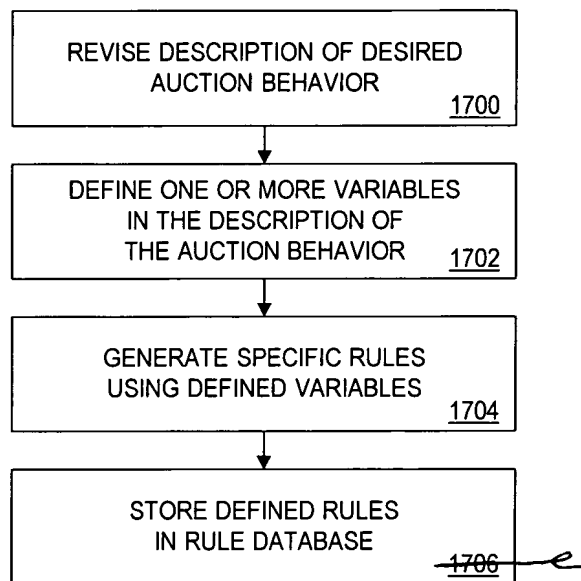 REVISE DESCRIPTION OF DESIRED
AUCTION BEHAVIOR
1700
DEFINE ONE OR MORE VARIABLES
IN THE DESCRIPTION OF
THE AUCTION BEHAVIOR
1702
GENERATE SPECIFIC RULES
USING DEFINED VARIABLES
1704
STORE DEFINED RULES
IN RULE DATABASE
1706